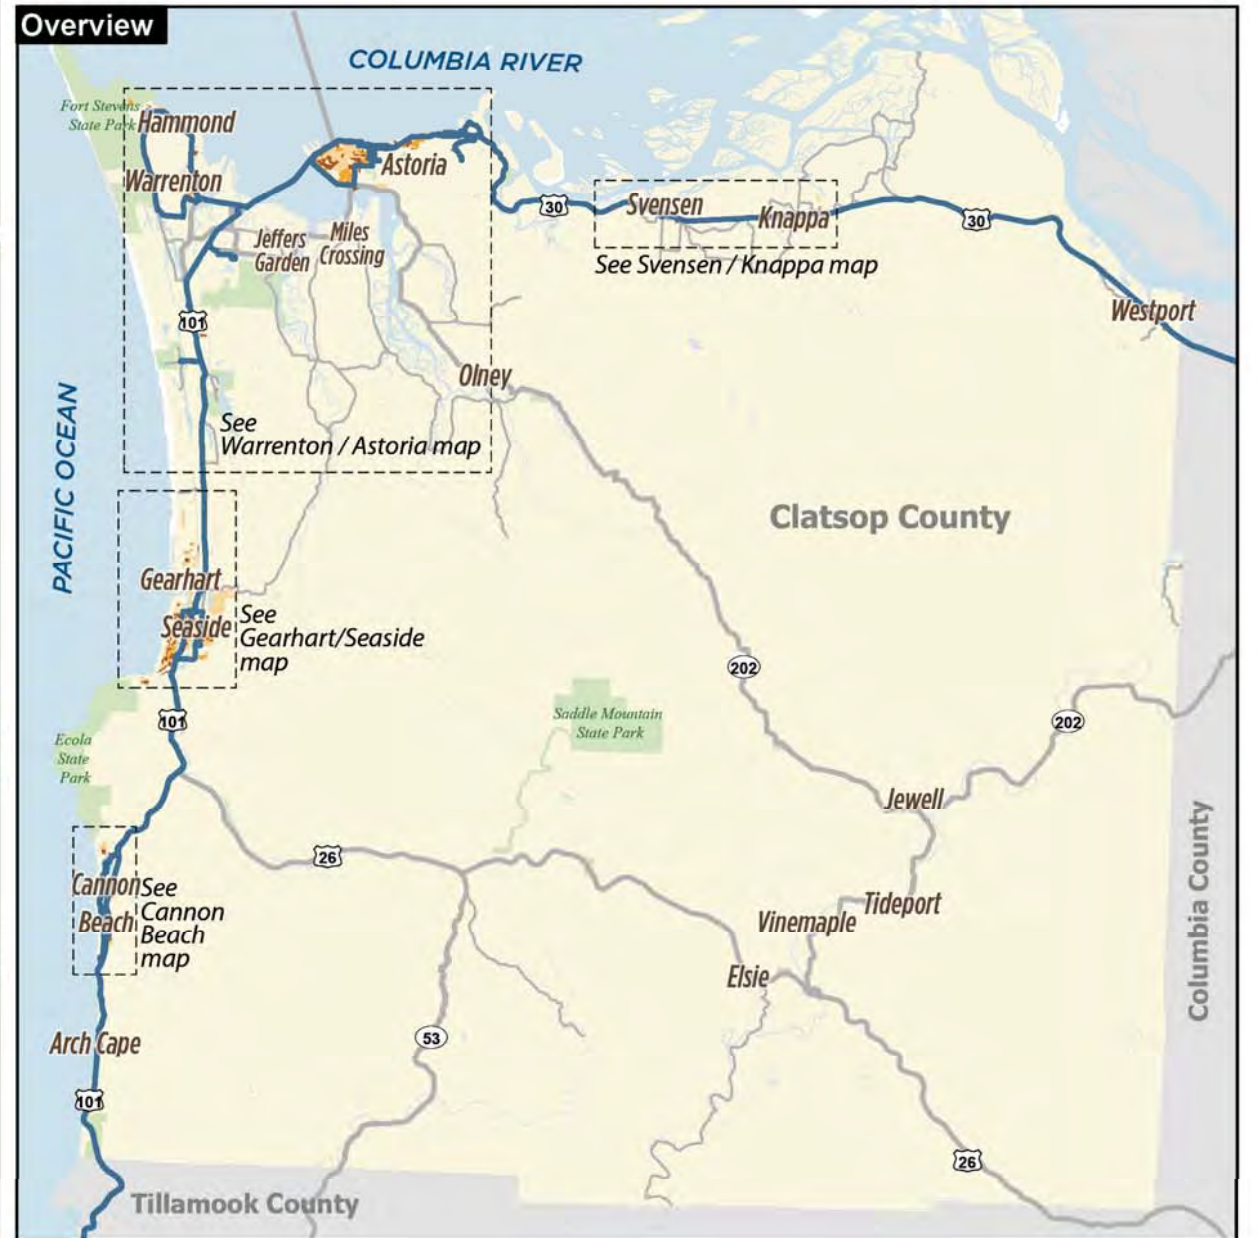 Overview
COLUMBIA RIVER
Fort Stevens
State Park
Hammond
Warrenton
Astoria
Jeffers
Garden
Miles
Crossing
30
Svensen
Knappa
30
See Svensen / Knappa map
Westport
101
Olney
See
Warrenton / Astoria map
PACIFIC OCEAN
Clatsop County
Gearhart
Seaside
See
Gearhart/Seaside
map
202
101
Saddle Mountain
State Park
202
Ecola
State
Park
Jewell
26
Cannon
Beach
See
Cannon
Beach
map
Tideport
Vinemaple
Elsie
Columbia County
53
Arch Cape
101
26
Tillamook County